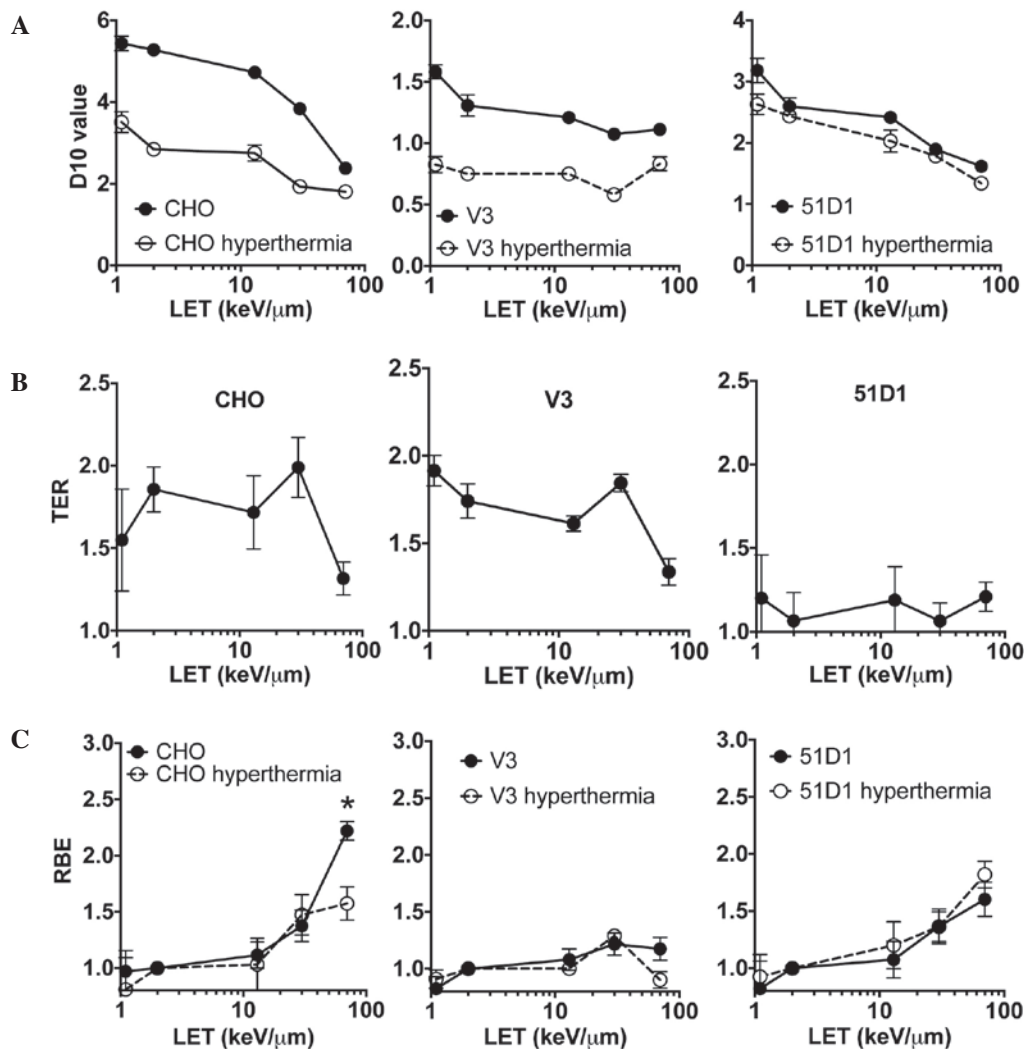 A
D10 value
6
4
2
0
CHO
CHO hyperthermia
1
10
100
LET (keV/μm)
2.0
1.5
1.0
0.5
0.0
V3
V3 hyperthermia
1
10
100
LET (keV/μm)
4
3
2
1
0
51D1
51D1 hyperthermia
1
10
100
LET (keV/μm)
B
TER
2.5
2.0
1.5
1.0
CHO
1
10
100
LET (keV/μm)
2.5
2.0
1.5
1.0
V3
1
10
100
LET (keV/μm)
2.5
2.0
1.5
1.0
51D1
1
10
100
LET (keV/μm)
C
RBE
3.0
2.5
2.0
1.5
1.0
CHO
CHO hyperthermia
*
1
10
100
LET (keV/μm)
3.0
2.5
2.0
1.5
1.0
V3
V3 hyperthermia
1
10
100
LET (keV/μm)
3.0
2.5
2.0
1.5
1.0
51D1
51D1 hyperthermia
1
10
100
LET (keV/μm)